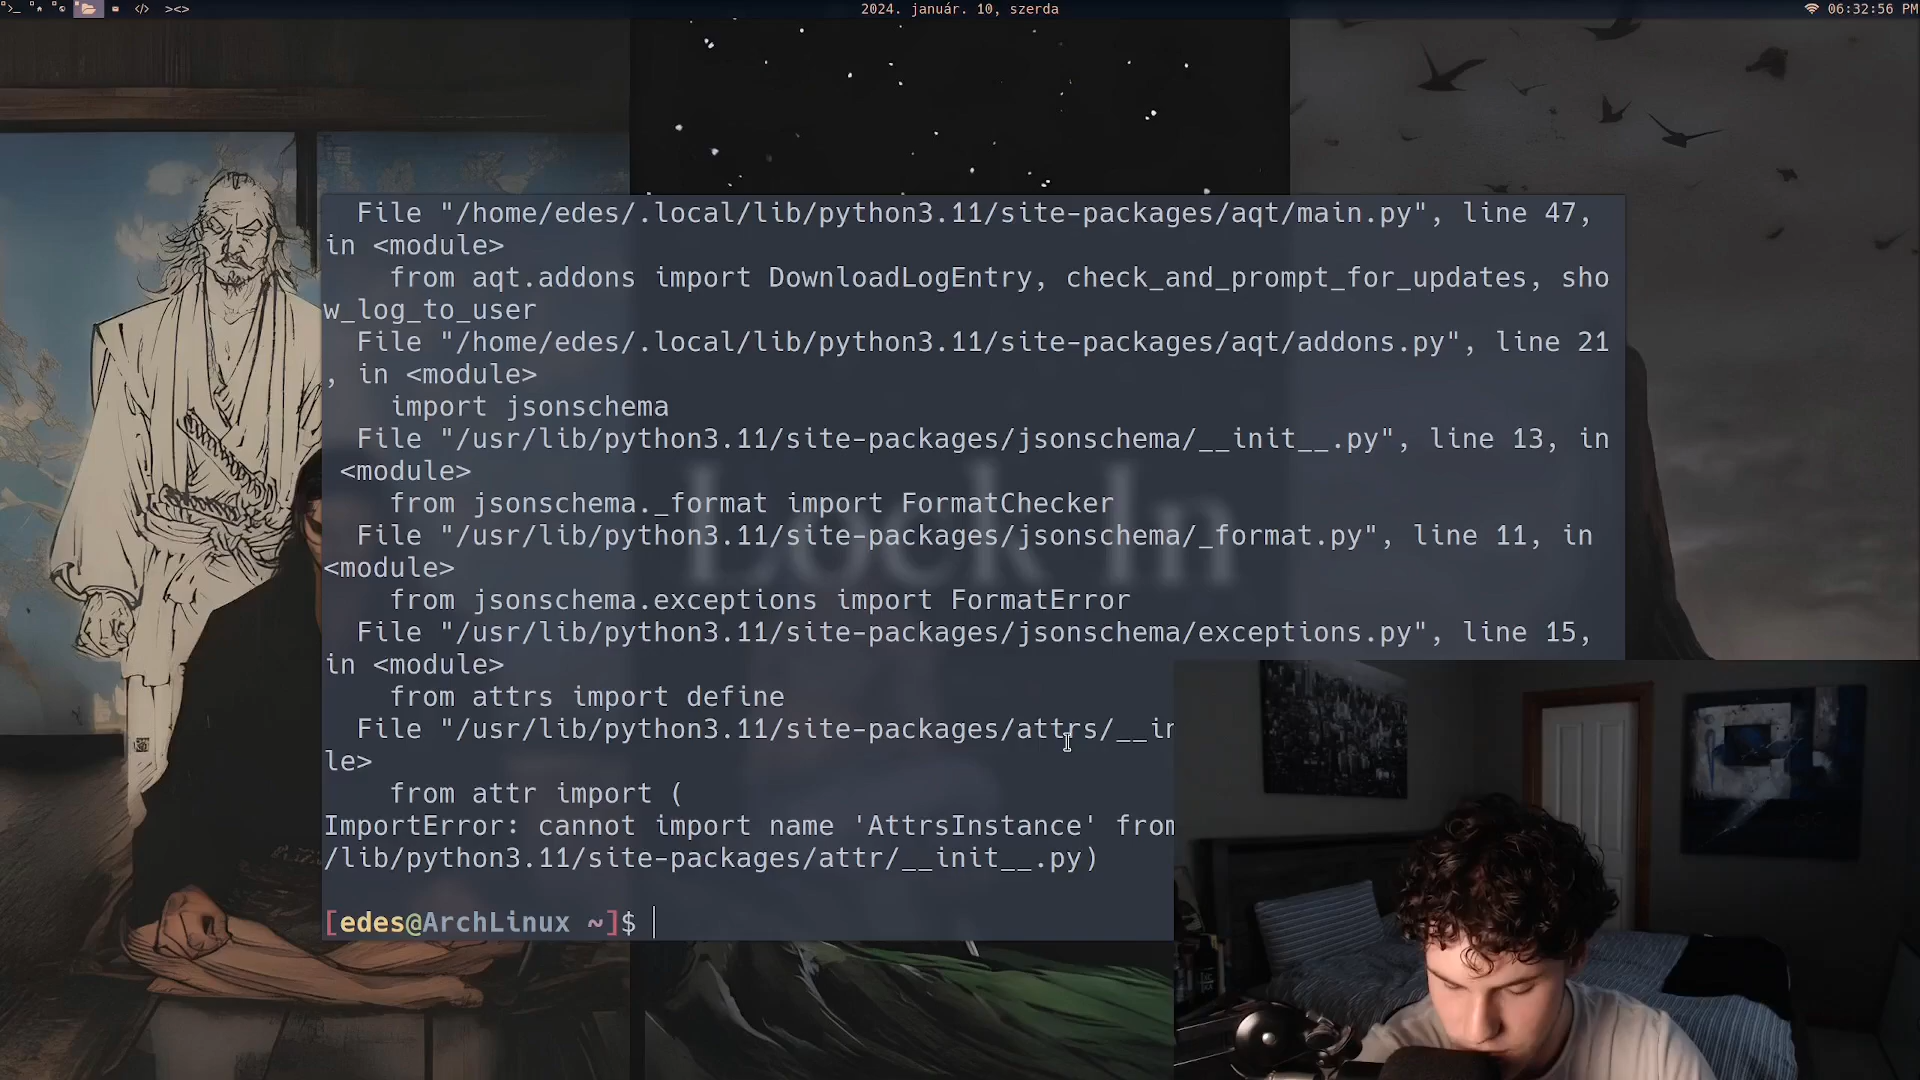 >_
</>
><>
2024. január. 10, szerda
06:32:56 PM
File "/home/edes/.local/lib/python3.11/site-packages/aqt/main.py", line 47,
in <module>
from aqt.addons import DownloadLogEntry, check_and_prompt_for_updates, sho
w_log_to_user
File "/home/edes/.local/lib/python3.11/site-packages/aqt/addons.py", line 21
, in <module>
import jsonschema
File "/usr/lib/python3.11/site-packages/jsonschema/__init__.py", line 13, in
<module>
from jsonschema._format import FormatChecker
File "/usr/lib/python3.11/site-packages/jsonschema/_format.py", line 11, in
<module>
from jsonschema.exceptions import FormatError
File "/usr/lib/python3.11/site-packages/jsonschema/exceptions.py", line 15,
in <module>
from attrs import define
File "/usr/lib/python3.11/site-packages/attrs/__in
le>
from attr import (
ImportError: cannot import name 'AttrsInstance' from
/lib/python3.11/site-packages/attr/__init__.py)
[edes@ArchLinux ~]$
Lock In